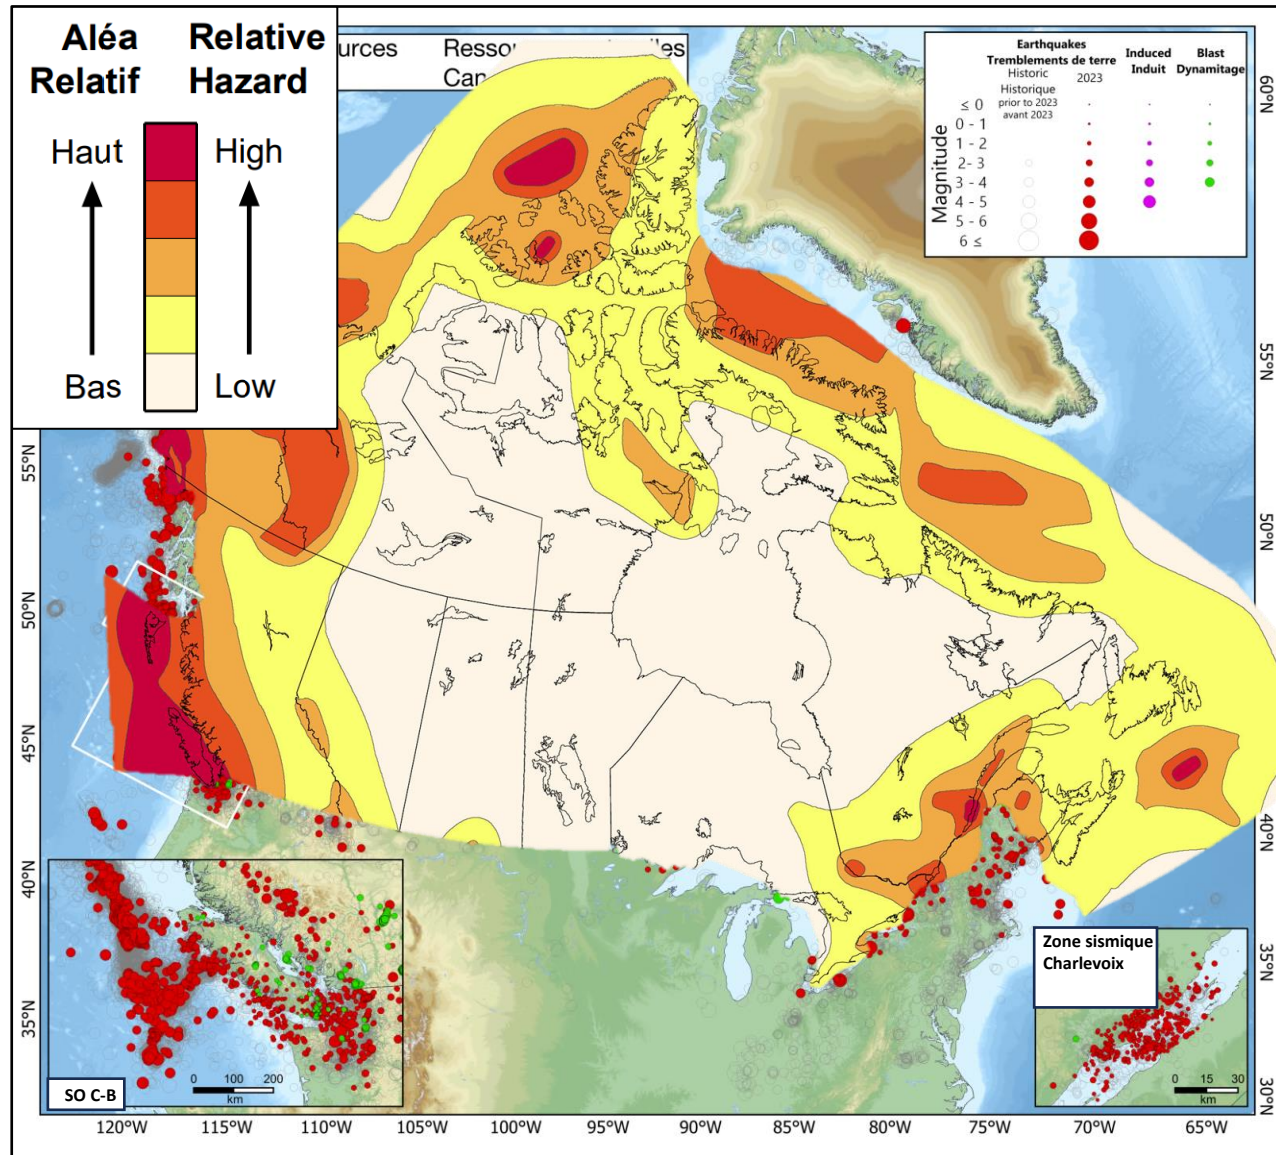 Aléa
Relatif
Relative
Hazard
Haut
High
Bas
Low
urces
Ressou
iles
Can
Earthquakes
Tremblements de terre
Historic
Historique
prior to 2023
avant 2023
2023
Induced
Induit
Blast
Dynamitage
Magnitude
≤ 0
0 - 1
1 - 2
2 - 3
3 - 4
4 - 5
5 - 6
6 ≤
60°N
55°N
50°N
40°N
35°N
30°N
55°N
50°N
45°N
40°N
35°N
SO C-B
0 100 200
km
Zone sismique
Charlevoix
0 15 30
km
120°W 115°W 110°W 105°W 100°W 95°W 90°W 85°W 80°W 75°W 70°W 65°W